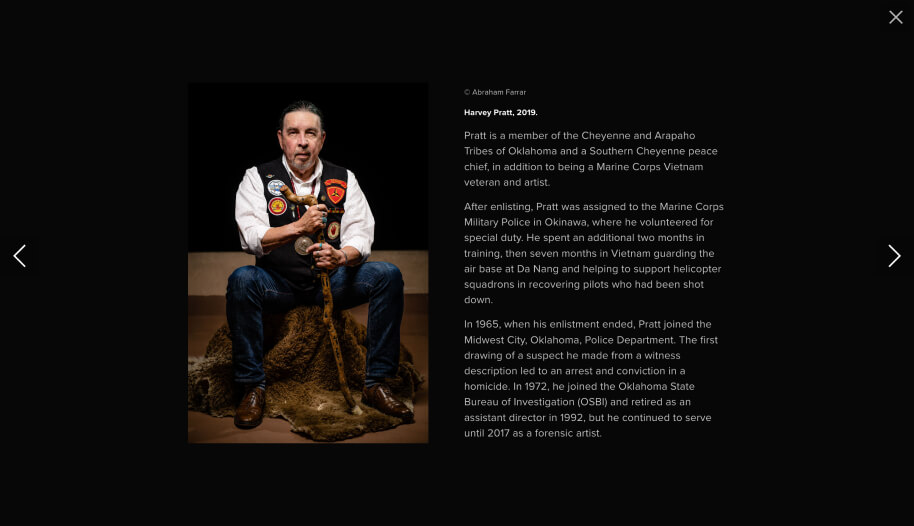 © Abraham Farrar
Harvey Pratt, 2019.
Pratt is a member of the Cheyenne and Arapaho
Tribes of Oklahoma and a Southern Cheyenne peace
chief, in addition to being a Marine Corps Vietnam
veteran and artist.
After enlisting, Pratt was assigned to the Marine Corps
Military Police in Okinawa, where he volunteered for
special duty. He spent an additional two months in
training, then seven months in Vietnam guarding the
air base at Da Nang and helping to support helicopter
squadrons in recovering pilots who had been shot
down.
In 1965, when his enlistment ended, Pratt joined the
Midwest City, Oklahoma, Police Department. The first
drawing of a suspect he made from a witness
description led to an arrest and conviction in a
homicide. In 1972, he joined the Oklahoma State
Bureau of Investigation (OSBI) and retired as an
assistant director in 1992, but he continued to serve
until 2017 as a forensic artist.